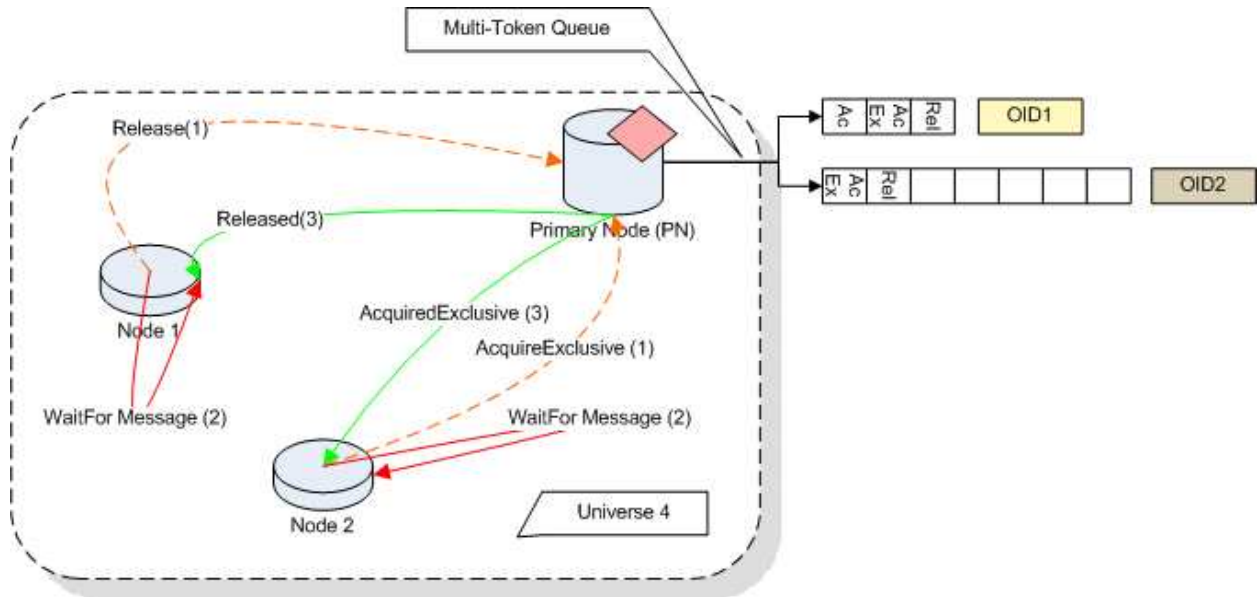 Multi-Token Queue
Release(1)
Ac
Ex Ac
Rel
OID1
Ex Ac
Rel
OID2
Released(3)
Primary Node (PN)
AcquiredExclusive (3)
Node 1
AcquireExclusive (1)
WaitFor Message (2)
WaitFor Message (2)
Universe 4
Node 2